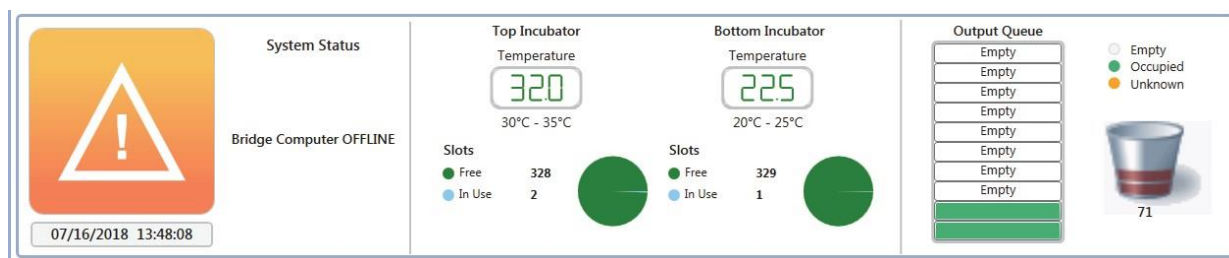 System Status
Bridge Computer OFFLINE
07/16/2018 13:48:08
Top Incubator
Temperature
32.0
30°C - 35°C
Slots
Free 328
In Use 2
Bottom Incubator
Temperature
22.5
20°C - 25°C
Slots
Free 329
In Use 1
Output Queue
Empty
Empty
Empty
Empty
Empty
Empty
Empty
Empty
Empty
Occupied
Unknown
71